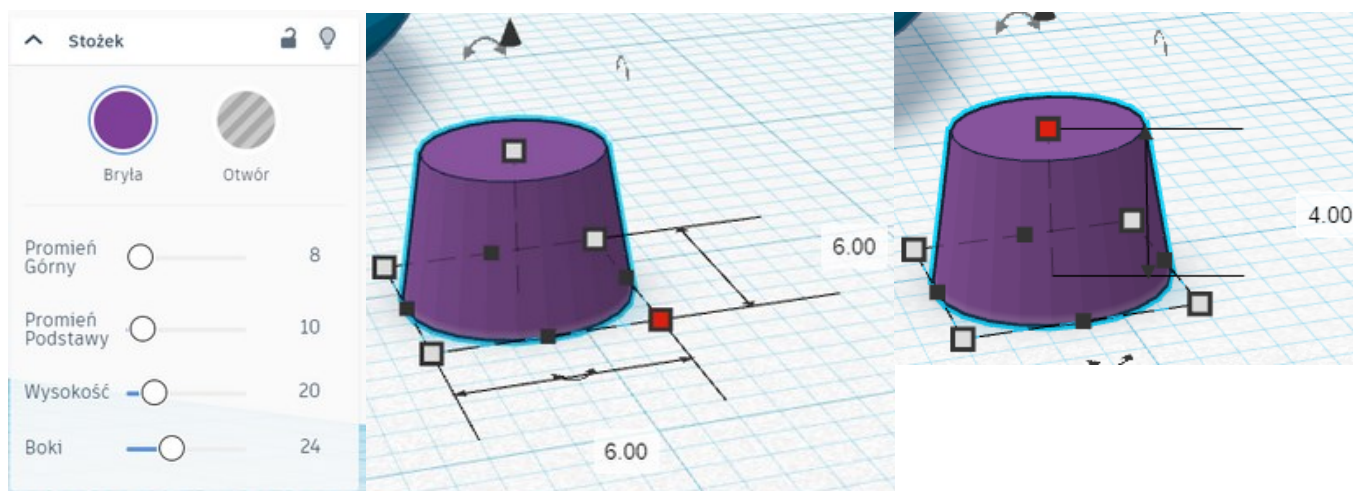 Stożek
Bryła
Otwór
Promień
Górny
8
Promień
Podstawy
10
Wysokość
20
Boki
24
6.00
6.00
4.00